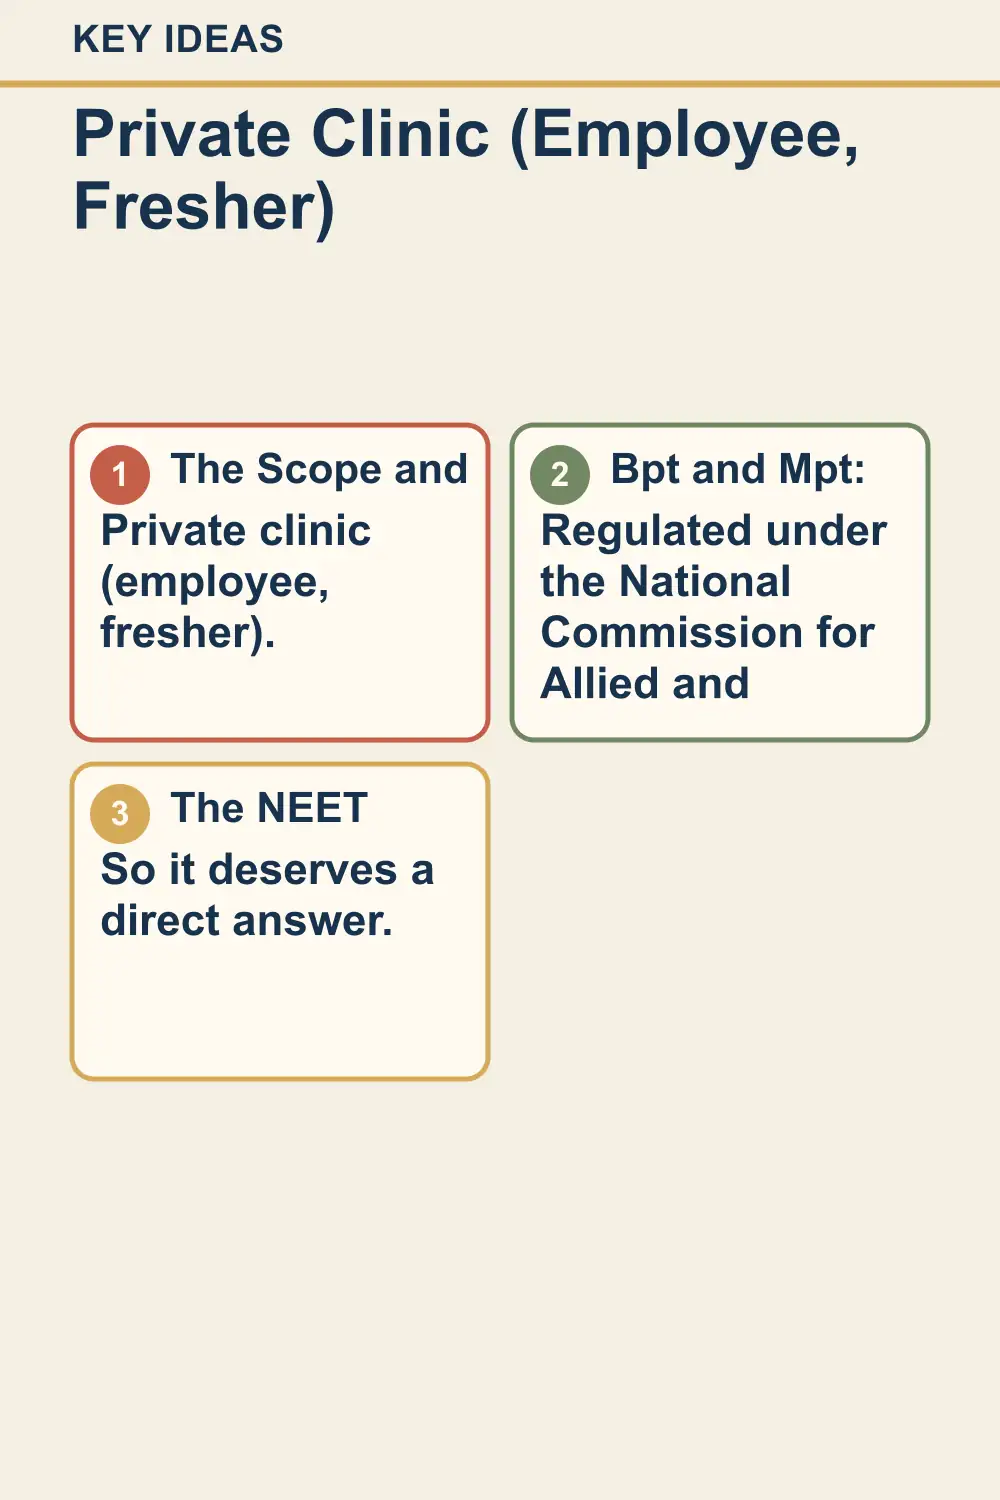 KEY IDEAS
Private Clinic (Employee,
Fresher)
1 The Scope and
Private clinic
(employee,
fresher).
2 Bpt and Mpt:
Regulated under
the National
Commission for
Allied and
3 The NEET
So it deserves a
direct answer.